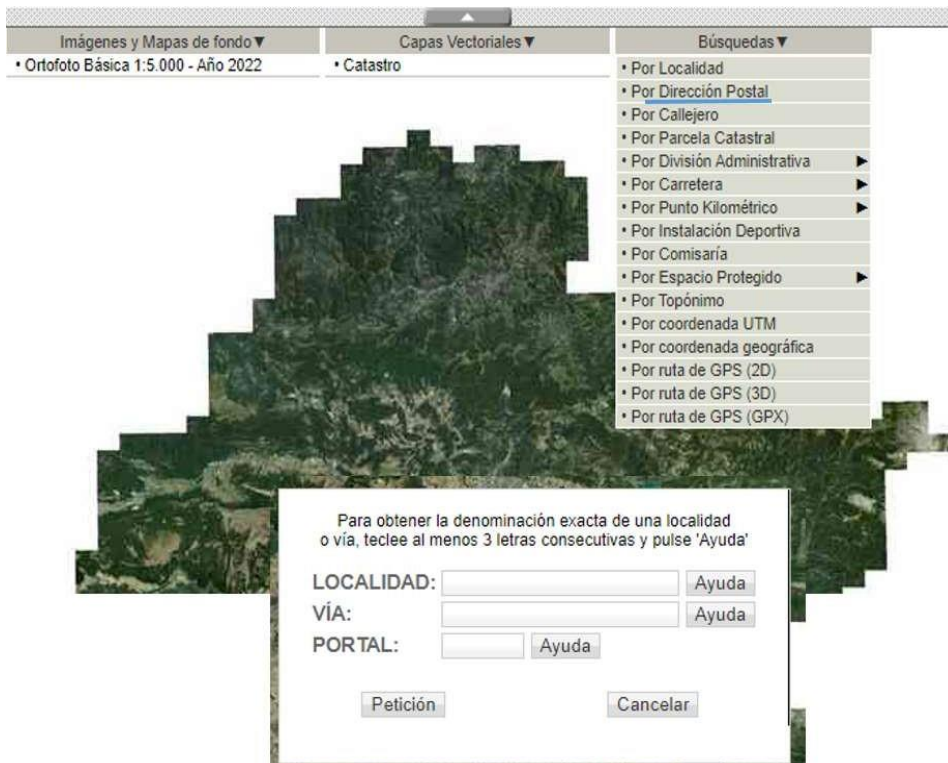 Imágenes y Mapas de fondo▼
• Ortofoto Básica 1:5.000 - Año 2022
Capas Vectoriales▼
• Catastro
Búsquedas▼
• Por Localidad
• Por Dirección Postal
• Por Callejero
• Por Parcela Catastral
• Por División Administrativa ▶
• Por Carretera ▶
• Por Punto Kilométrico ▶
• Por Instalación Deportiva
• Por Comisaría
• Por Espacio Protegido ▶
• Por Topónimo
• Por coordenada UTM
• Por coordenada geográfica
• Por ruta de GPS (2D)
• Por ruta de GPS (3D)
• Por ruta de GPS (GPX)
Para obtener la denominación exacta de una localidad
o vía, teclee al menos 3 letras consecutivas y pulse 'Ayuda'
LOCALIDAD: Ayuda
VÍA: Ayuda
PORTAL: Ayuda
Petición Cancelar